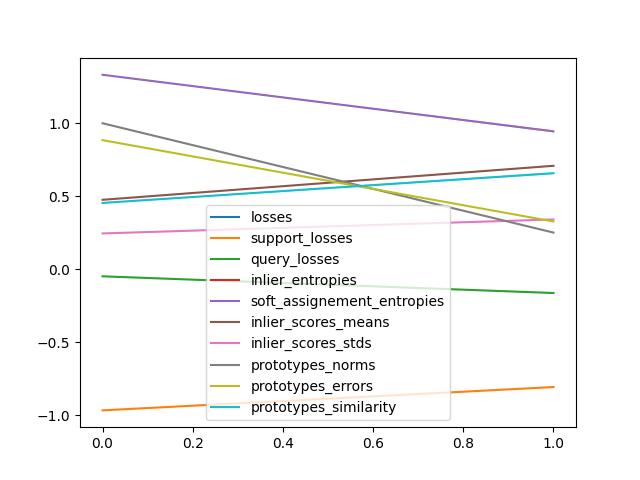 1.0
0.5
0.0
−0.5
−1.0
losses
support_losses
query_losses
inlier_entropies
soft_assignement_entropies
inlier_scores_means
inlier_scores_stds
prototypes_norms
prototypes_errors
prototypes_similarity
0.0 0.2 0.4 0.6 0.8 1.0